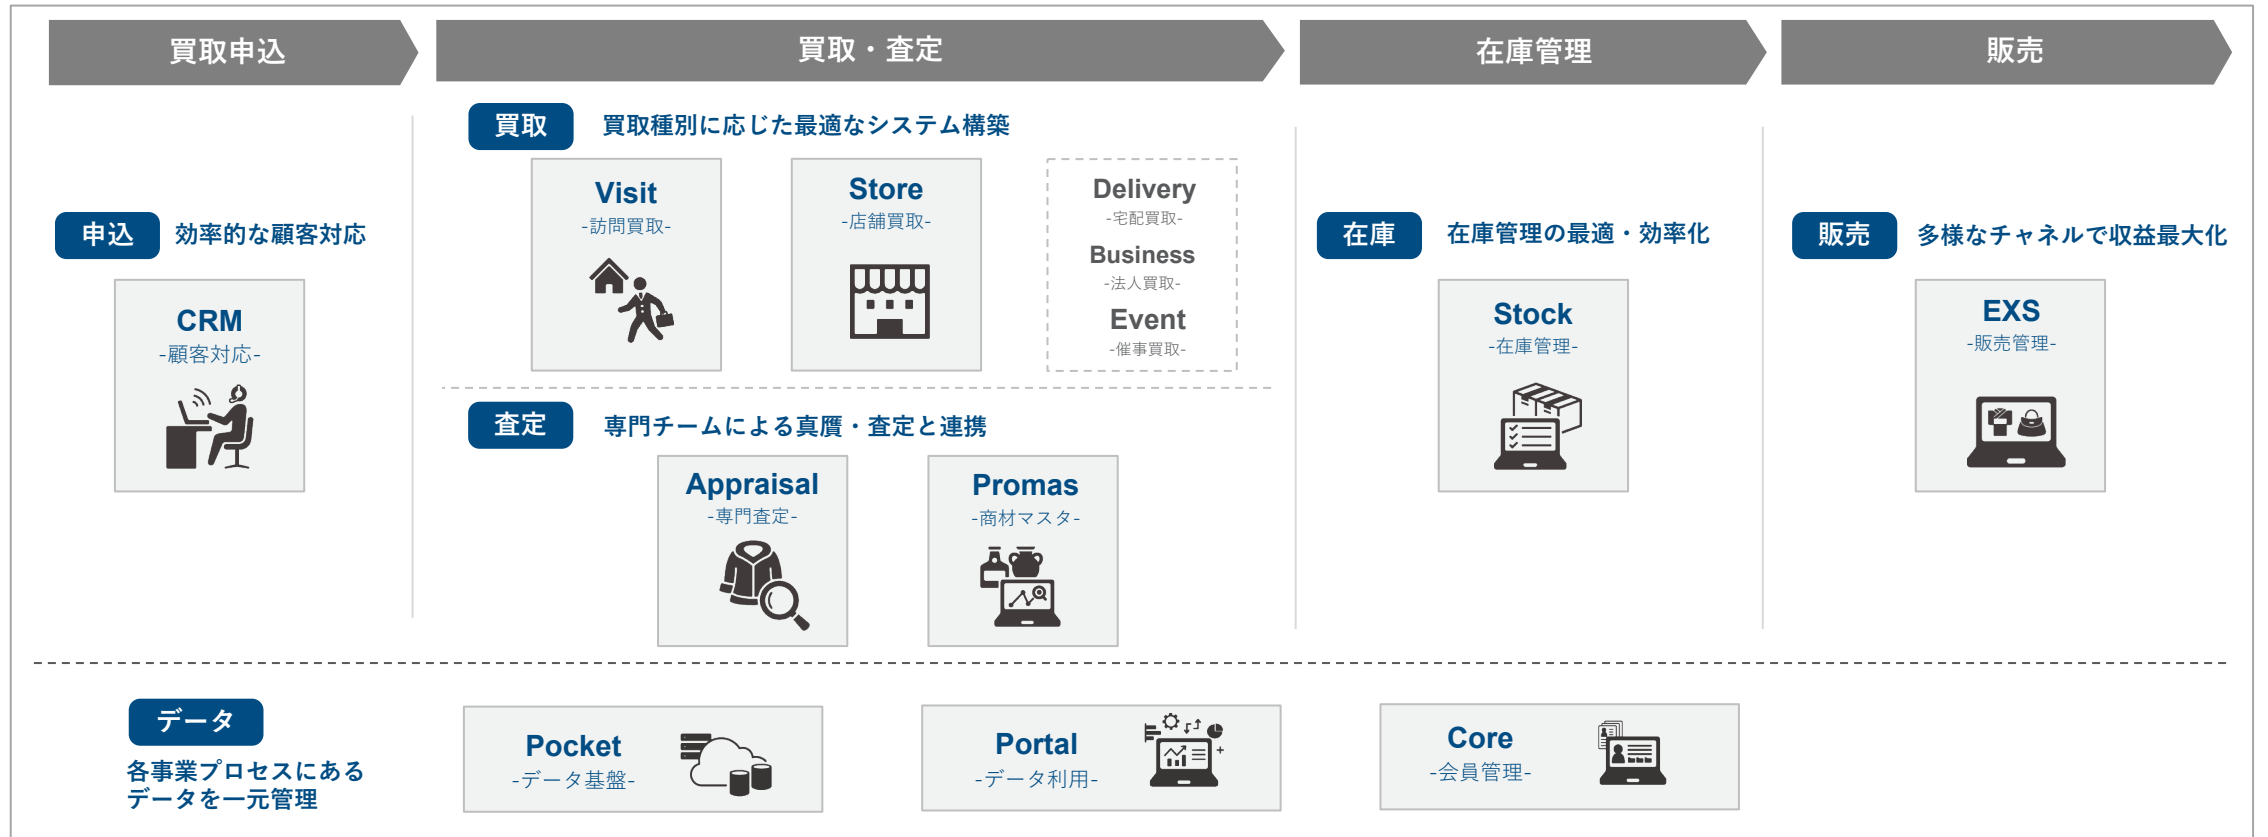 買取申込
買取・査定
在庫管理
販売
買取
買取種別に応じた最適なシステム構築
Visit
-訪問買取-
Store
-店舗買取-
Delivery
-宅配買取-
Business
-法人買取-
Event
-催事買取-
申込
効率的な顧客対応
CRM
-顧客対応-
査定
専門チームによる真贋・査定と連携
Appraisal
-専門査定-
Promas
-商材マスタ-
在庫
在庫管理の最適・効率化
Stock
-在庫管理-
販売
多様なチャネルで収益最大化
EXS
-販売管理-
データ
各事業プロセスにある
データを一元管理
Pocket
-データ基盤-
Portal
-データ利用-
Core
-会員管理-